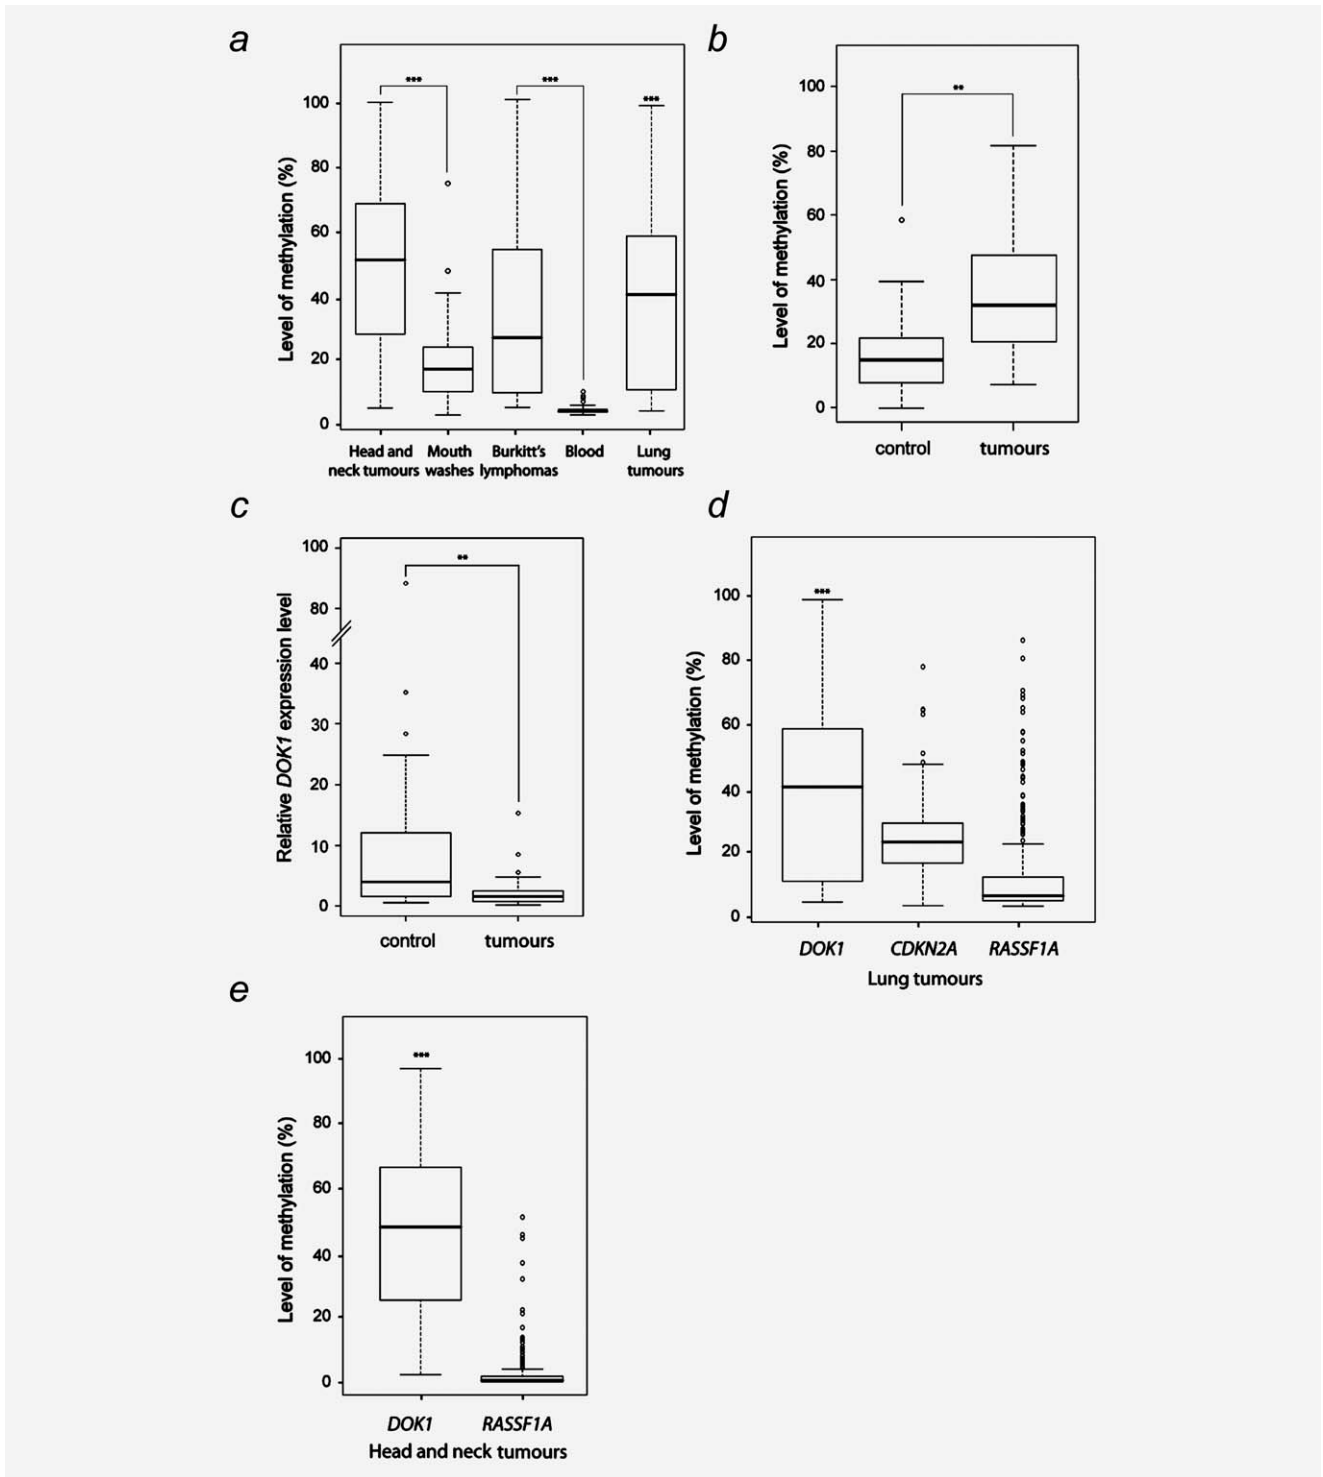 a
***
***
***
100
80
60
40
20
0
Level of methylation (%)
Head and
neck tumours
Mouth
washes
Burkitt's
lymphomas
Blood
Lung
tumours
b
**
100
80
60
40
20
0
Level of methylation (%)
control
tumours
c
**
100
80
40
30
20
10
0
Relative DOK1 expression level
control
tumours
d
***
100
80
60
40
20
0
Level of methylation (%)
DOK1
CDKN2A
RASSF1A
Lung tumours
e
***
100
80
60
40
20
0
Level of methylation (%)
DOK1
RASSF1A
Head and neck tumours